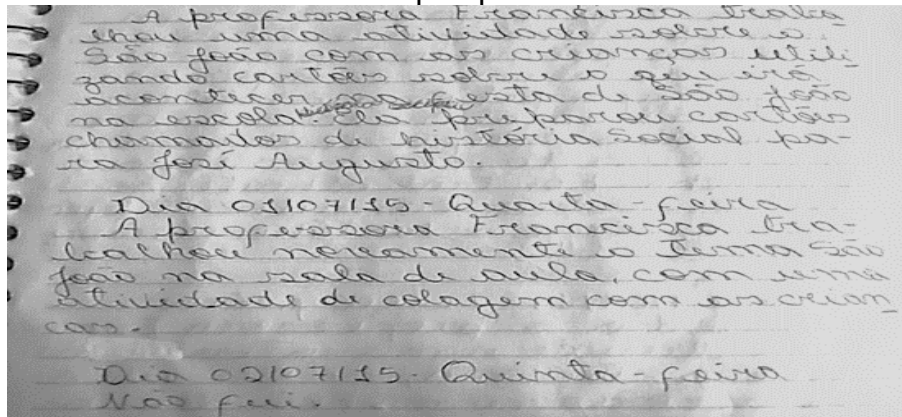 A professora Francisca traba
lhou uma atividade sobre o
São João com as crianças utili
zando cartões sobre o que irá
acontecer na festa de São João
na escola ela preparou cartões
chamados de história Social pa-
ra José Augusto.
Dia 01/07/15 - Quarta - feira
A professora Francisca tra-
balhou novamente o Tema São
João na sala de aula, com uma
atividade de colagem com as crian
ças.
Dia 02/07/15 - Quinta - feira
Não fui.